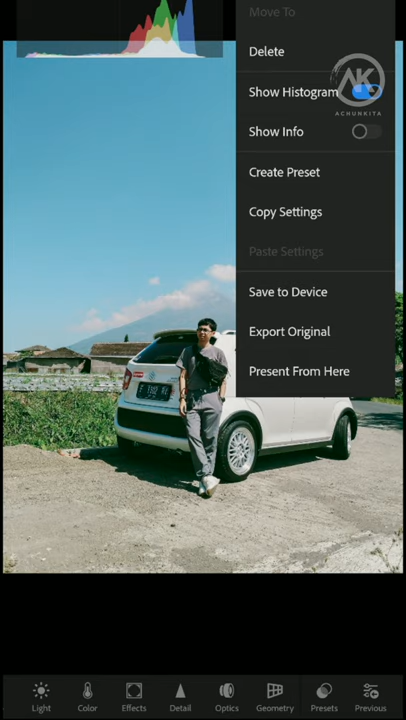 Move To
Delete
Show Histogram
AK
ACHUNKITA
Show Info
Create Preset
Copy Settings
Paste Settings
Save to Device
Export Original
Present From Here
Light
Color
Effects
Detail
Optics
Geometry
Presets
Previous